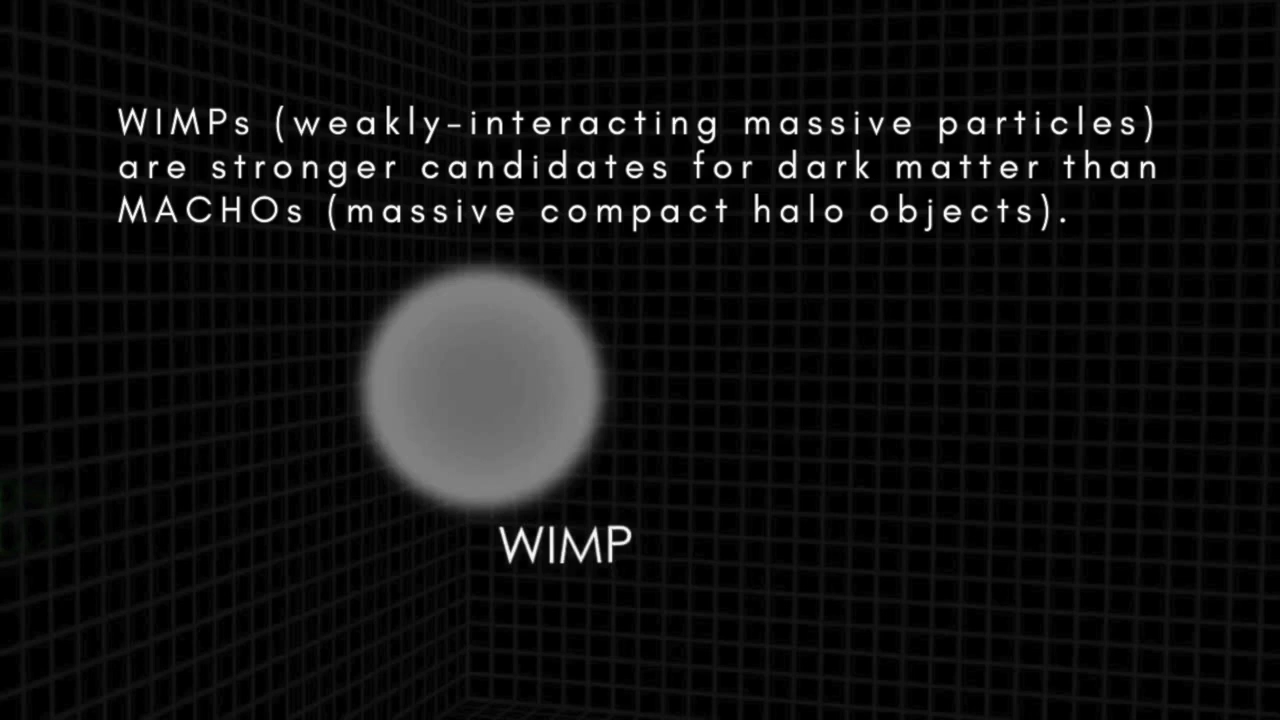 WIMPs (weakly-interacting massive particles)
are stronger candidates for dark matter than
MACHOs (massive compact halo objects).
WIMP